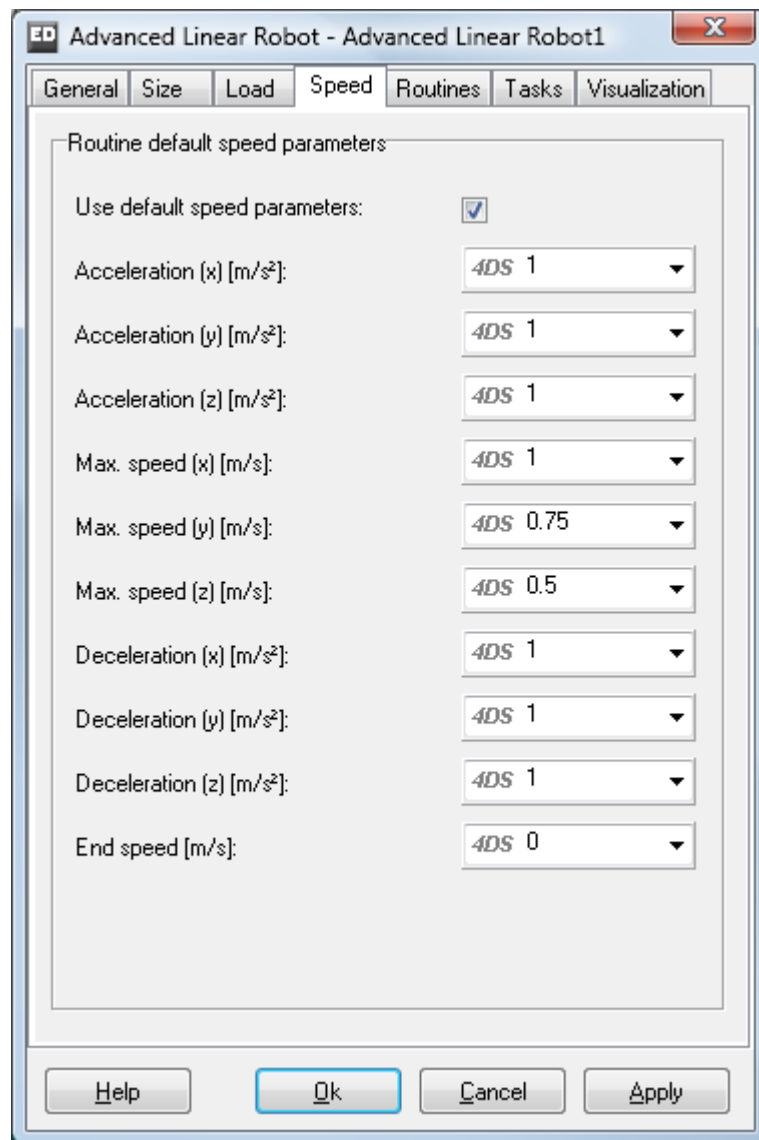 ED Advanced Linear Robot - Advanced Linear Robot1 X
General Size Load Speed Routines Tasks Visualization
Routine default speed parameters
Use default speed parameters:
Acceleration (x) [m/s²]: 4DS 1
Acceleration (y) [m/s²]: 4DS 1
Acceleration (z) [m/s²]: 4DS 1
Max. speed (x) [m/s]: 4DS 1
Max. speed (y) [m/s]: 4DS 0.75
Max. speed (z) [m/s]: 4DS 0.5
Deceleration (x) [m/s²]: 4DS 1
Deceleration (y) [m/s²]: 4DS 1
Deceleration (z) [m/s²]: 4DS 1
End speed [m/s]: 4DS 0
Help Ok Cancel Apply